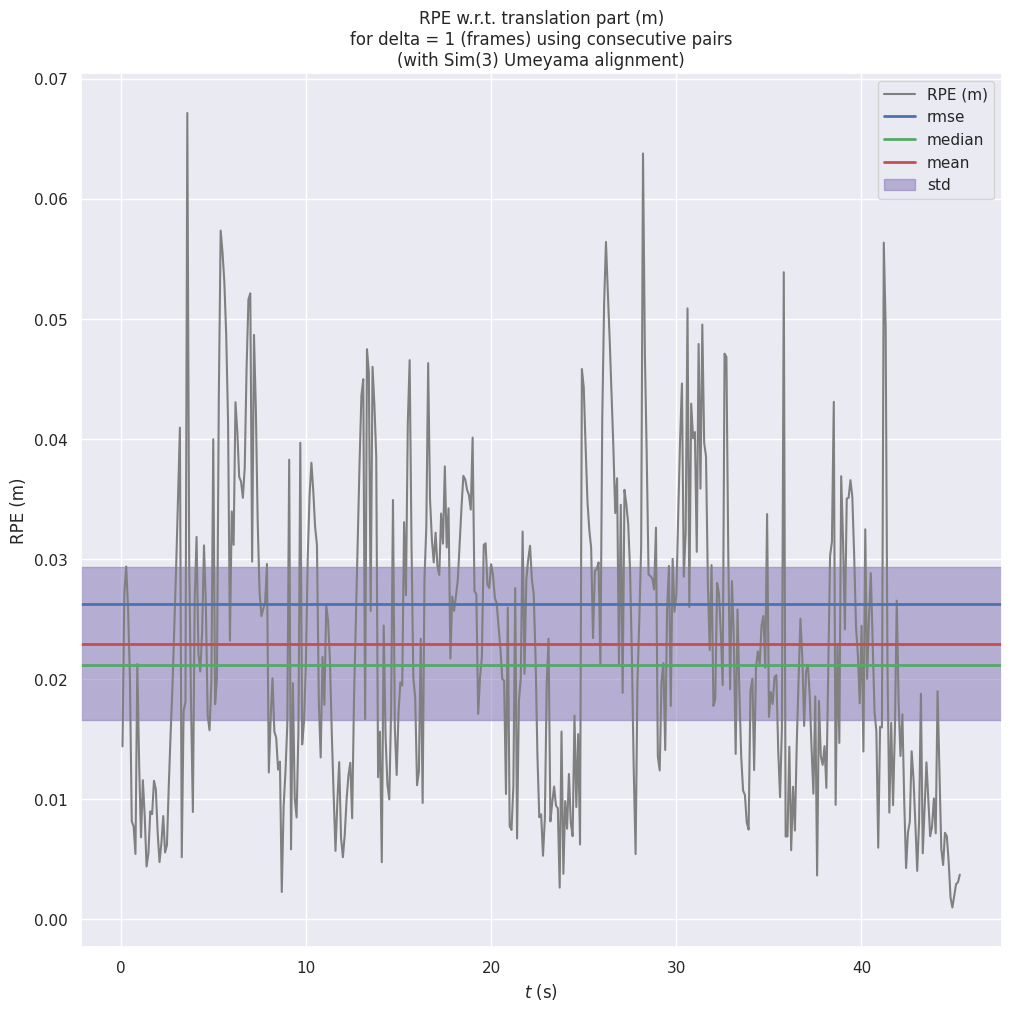 RPE w.r.t. translation part (m)
for delta = 1 (frames) using consecutive pairs
(with Sim(3) Umeyama alignment)
RPE (m)
rmse
median
mean
std
0.07
0.06
0.05
0.04
0.03
0.02
0.01
0.00
RPE (m)
0
10
20
30
40
t (s)